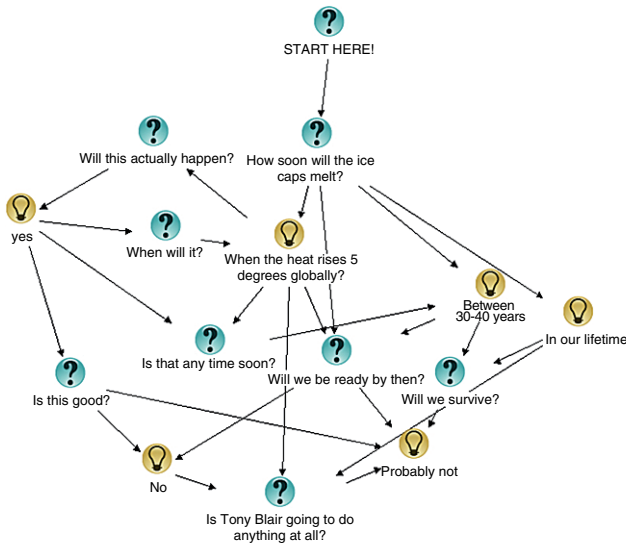 START HERE!
Will this actually happen?
How soon will the ice
caps melt?
yes
When will it?
When the heat rises 5
degrees globally?
Between
30-40 years
In our lifetime
Is that any time soon?
Will we be ready by then?
Is this good?
Will we survive?
Probably not
No
Is Tony Blair going to do
anything at all?